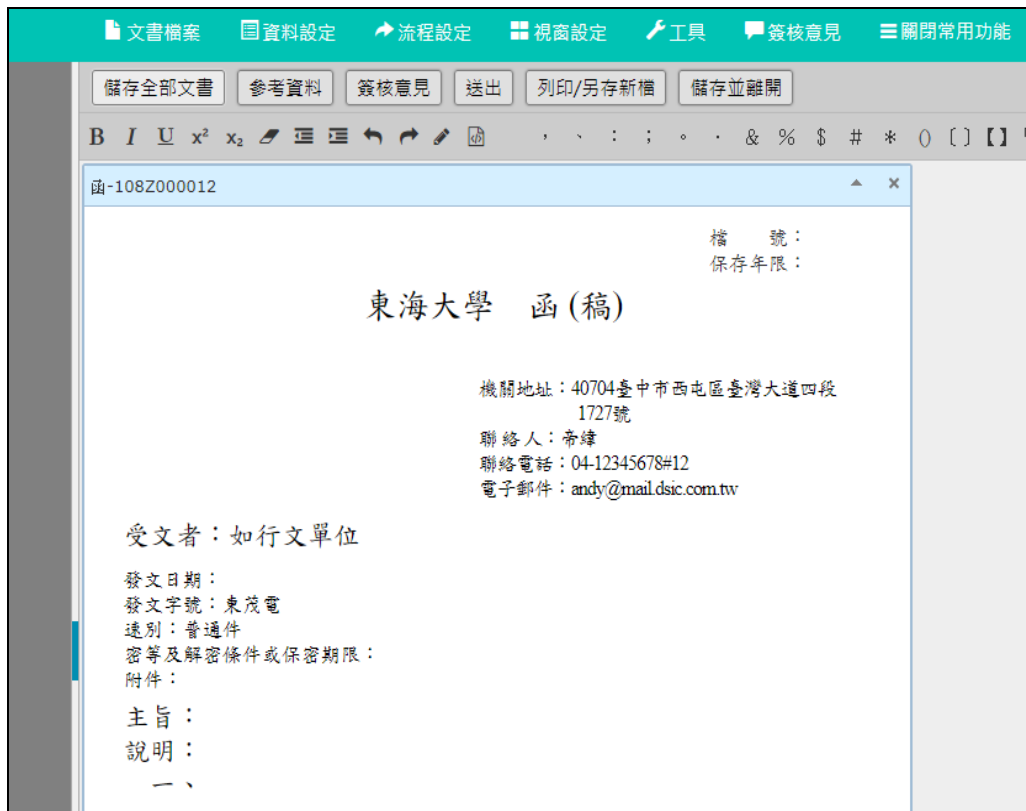 文書檔案 資料設定 流程設定 視窗設定 工具 簽核意見 關閉常用功能
儲存全部文書 參考資料 簽核意見 送出 列印/另存新檔 儲存並離開
B I U x² x₂ , 、 : ; 。 · & % $ # * () 〔〕 【】
函-108Z000012
檔 號：
保存年限：
東海大學 函(稿)
機關地址：40704臺中市西屯區臺灣大道四段
1727號
聯絡人：帝緯
聯絡電話：04-12345678#12
電子郵件：andy@mail.dsic.com.tw
受文者：如行文單位
發文日期：
發文字號：東茂電
速別：普通件
密等及解密條件或保密期限：
附件：
主旨：
說明：
一、